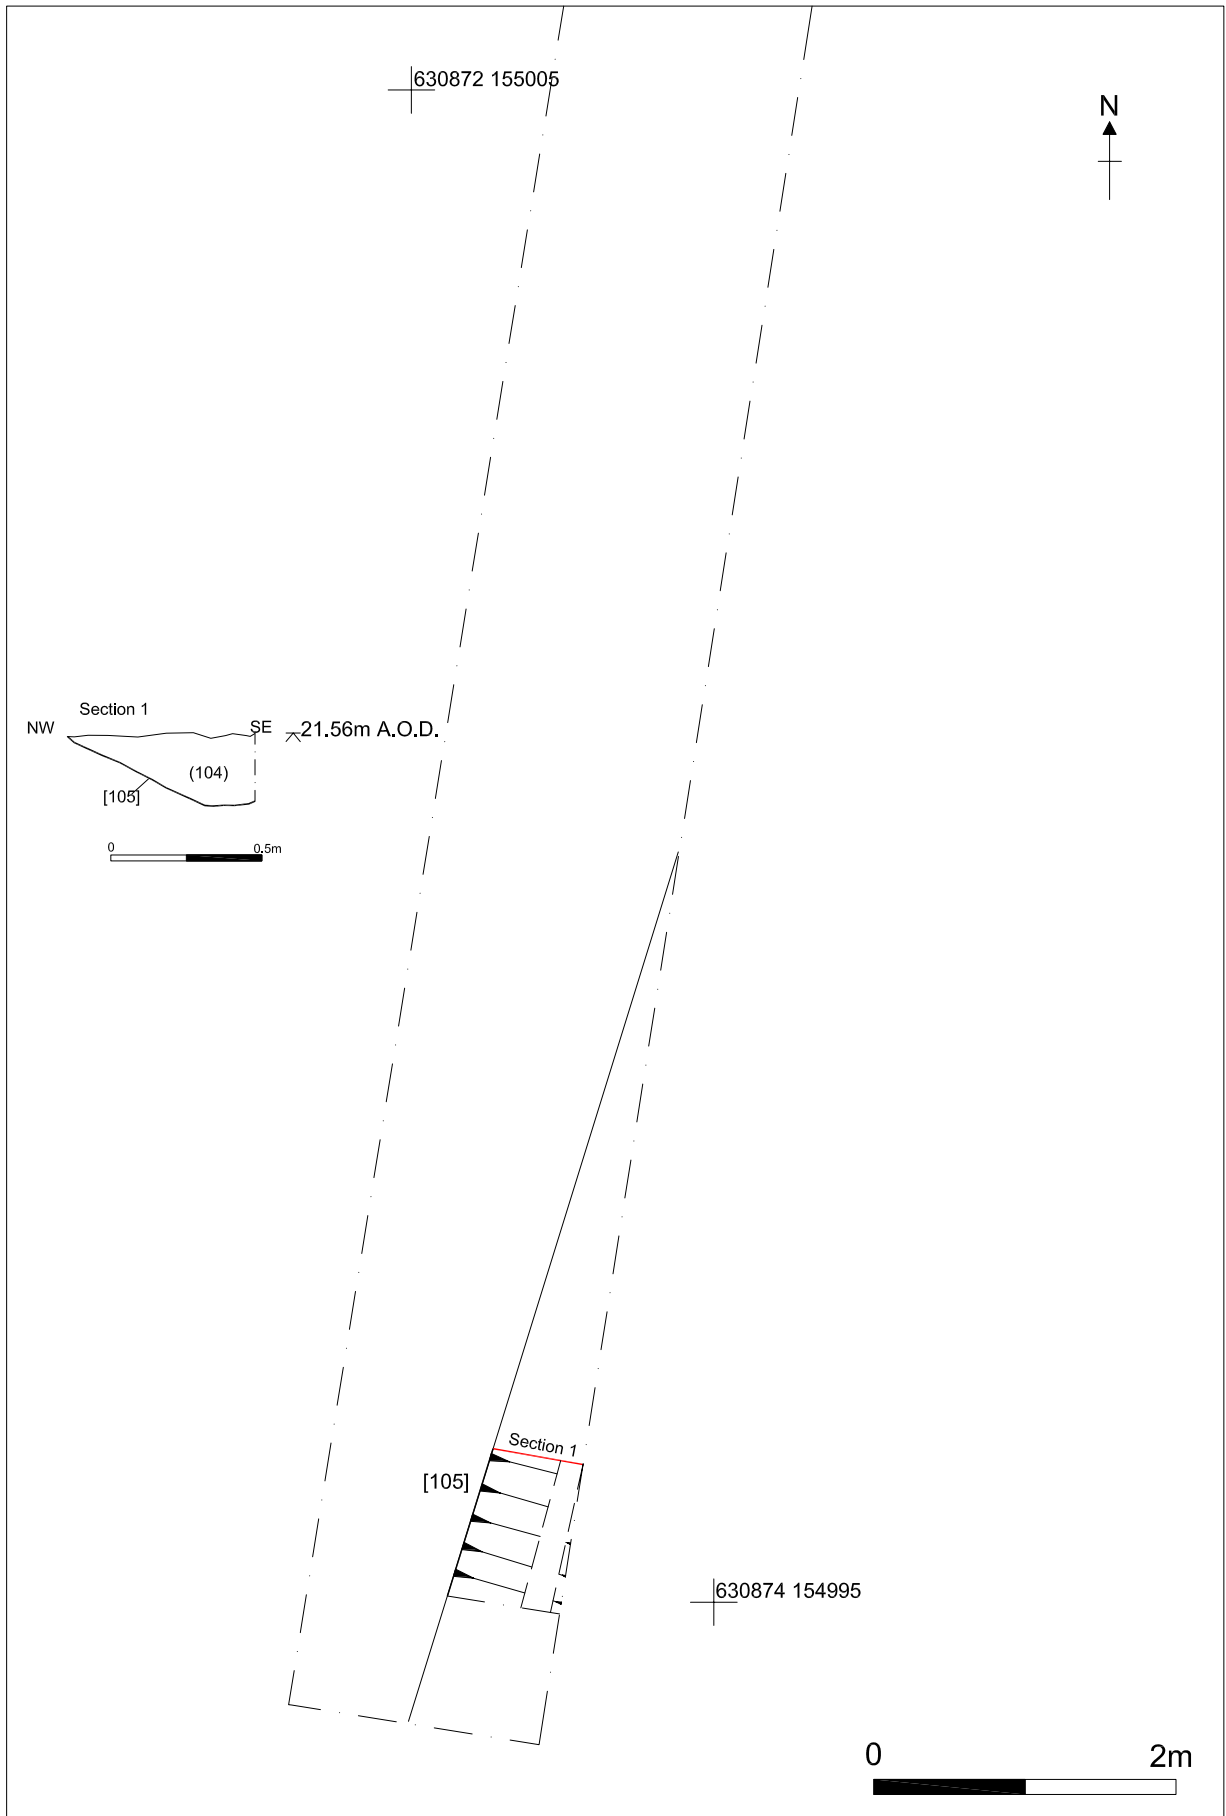 630872 155005
N
Section 1
NW
SE
21.56m A.O.D.
(104)
[105]
0
0.5m
Section 1
[105]
630874 154995
0
2m